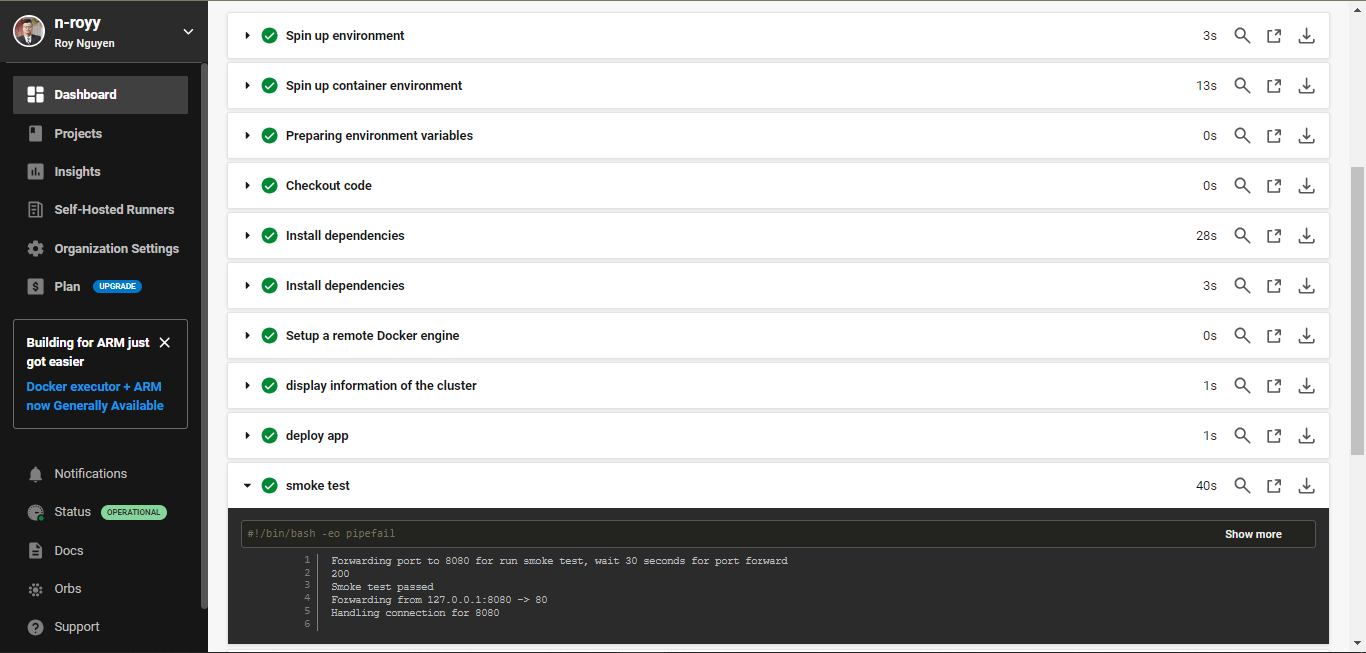 n-royy
Roy Nguyen
Dashboard
Projects
Insights
Self-Hosted Runners
Organization Settings
Plan UPGRADE
Building for ARM just
got easier
Docker executor + ARM
now Generally Available
Notifications
Status OPERATIONAL
Docs
Orbs
Support
Spin up environment 3s
Spin up container environment 13s
Preparing environment variables 0s
Checkout code 0s
Install dependencies 28s
Install dependencies 3s
Setup a remote Docker engine 0s
display information of the cluster 1s
deploy app 1s
smoke test 40s
#!/bin/bash -eo pipefail Show more
1 Forwarding port to 8080 for run smoke test, wait 30 seconds for port forward
2 200
3 Smoke test passed
4 Forwarding from 127.0.0.1:8080 -> 80
5 Handling connection for 8080
6